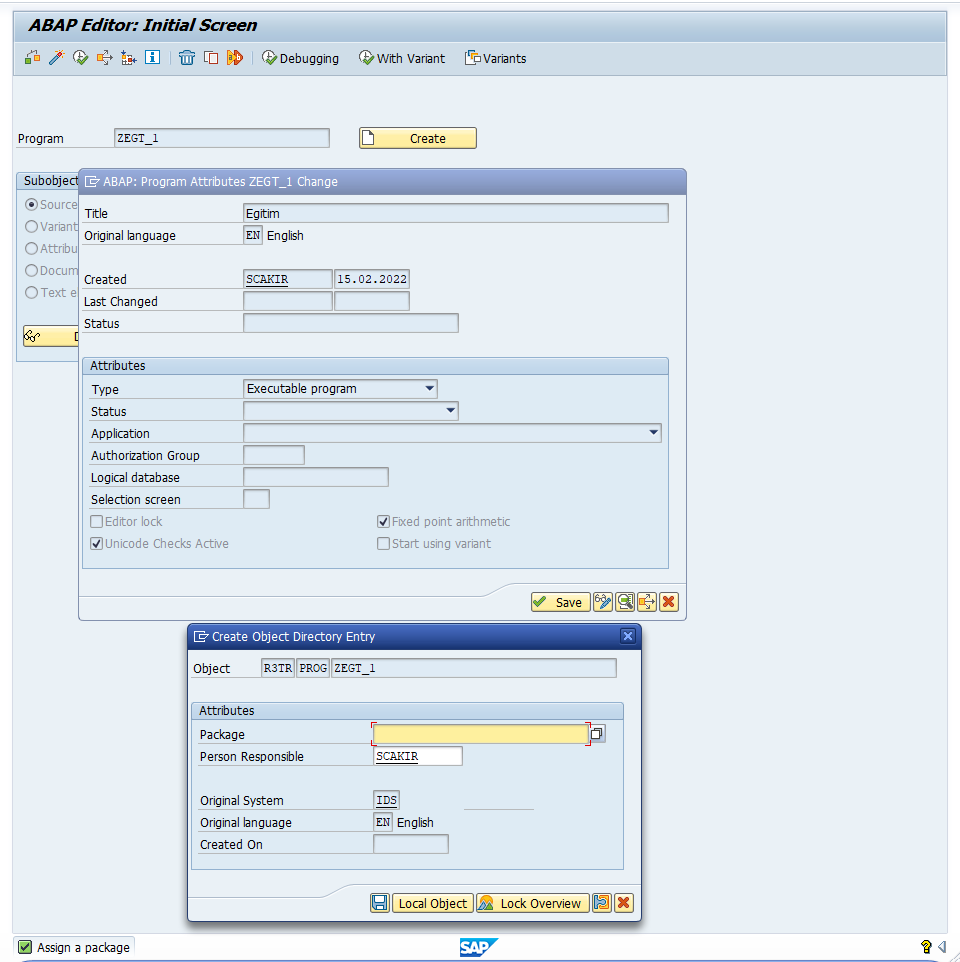 ABAP Editor: Initial Screen
Debugging With Variant Variants
Program ZEGT_1 Create
Subobject
Source
Variant
Attribu
Docum
Text e
D
ABAP: Program Attributes ZEGT_1 Change
Title Egitim
Original language EN English
Created SCAKIR 15.02.2022
Last Changed
Status
Attributes
Type Executable program
Status
Application
Authorization Group
Logical database
Selection screen
Editor lock Fixed point arithmetic
Unicode Checks Active Start using variant
Save
Create Object Directory Entry
Object R3TR PROG ZEGT_1
Attributes
Package
Person Responsible SCAKIR
Original System IDS
Original language EN English
Created On
Local Object Lock Overview
Assign a package SAP